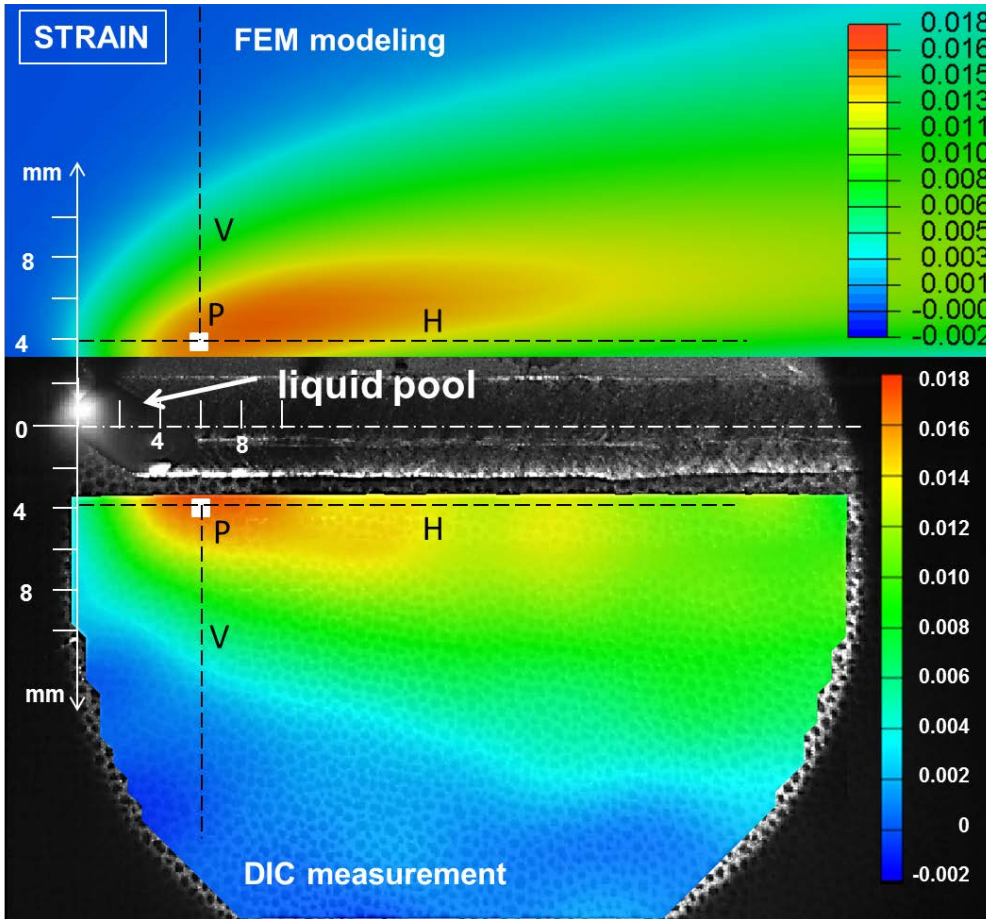 STRAIN
FEM modeling
0.018
0.016
0.015
0.013
0.011
0.010
0.008
0.006
0.005
0.003
0.001
-0.000
-0.002
mm
8
4
V
P
H
liquid pool
0
4
8
4
8
mm
P
H
V
0.018
0.016
0.014
0.012
0.010
0.008
0.006
0.004
0.002
0
-0.002
DIC measurement